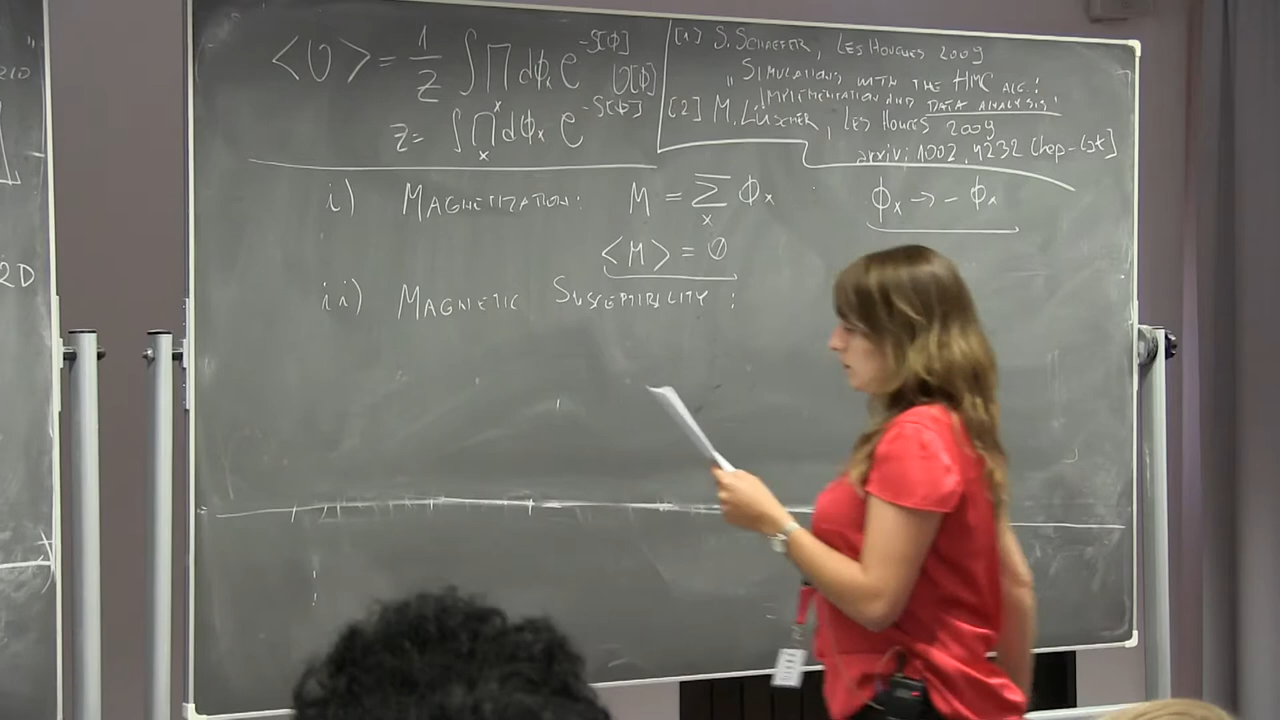 <O> = 1/Z ∫ ∏ dϕx e^-S[ϕ] O[ϕ]
x
Z = ∫ ∏ dϕx e^-S[ϕ]
x
[1] S. SCHAEFER, LES HOUCHES 2009
"SIMULATIONS WITH THE HMC ALG.:
IMPLEMENTATION AND DATA ANALYSIS"
[2] M. LÜSCHER, LES HOUCHES 2009
arxiv: 1002.4232 [hep-lat]
i) MAGNETIZATION: M = ∑ ϕx ϕx → -ϕx
x
<M> = 0
ii) MAGNETIC SUSCEPTIBILITY:
2D